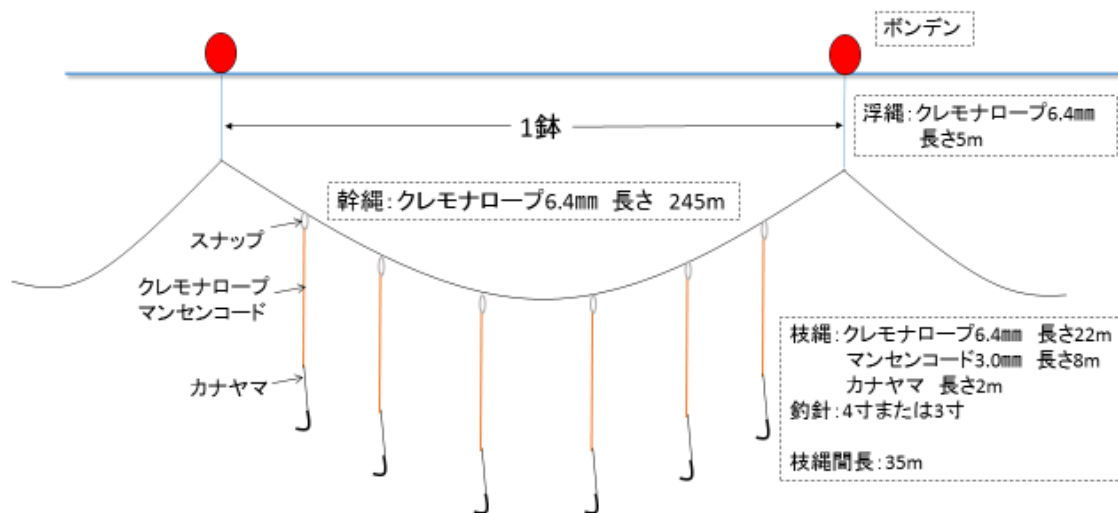 ボンデン
浮縄:クレモナロープ6.4㎜
長さ5m
1鉢
幹縄:クレモナロープ6.4㎜ 長さ 245m
スナップ
クレモナロープ
マンセンコード
カナヤマ
枝縄:クレモナロープ6.4㎜ 長さ22m
マンセンコード3.0㎜ 長さ8m
カナヤマ 長さ2m
釣針:4寸または3寸
枝縄間長:35m